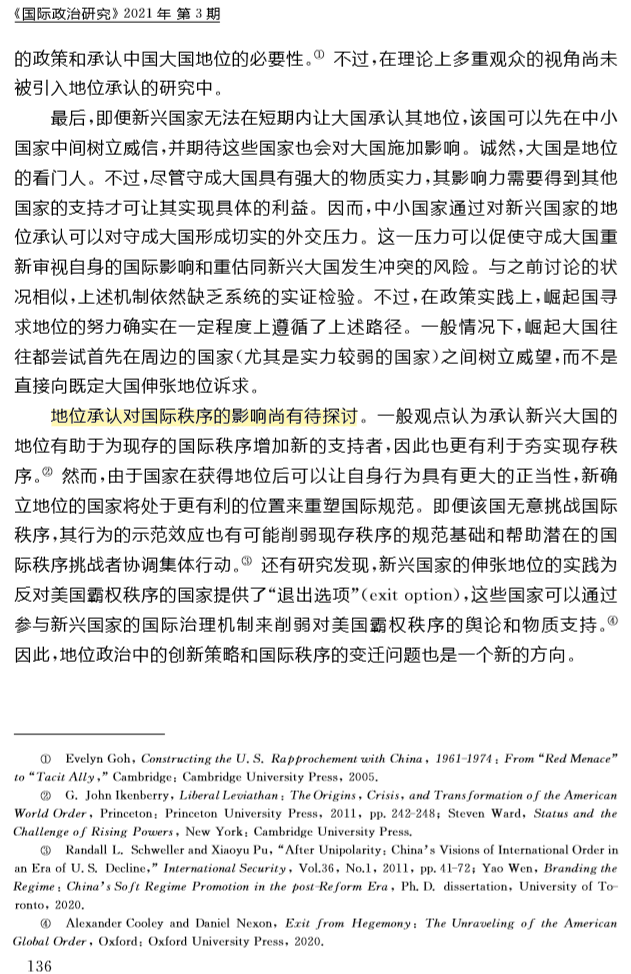 《国际政治研究》2021 年 第 3 期
的政策和承认中国大国地位的必要性。① 不过,在理论上多重观众的视角尚未
被引入地位承认的研究中。
最后,即便新兴国家无法在短期内让大国承认其地位,该国可以先在中小
国家中间树立威信,并期待这些国家也会对大国施加影响。诚然,大国是地位
的看门人。不过,尽管守成大国具有强大的物质实力,其影响力需要得到其他
国家的支持才可让其实现具体的利益。因而,中小国家通过对新兴国家的地
位承认可以对守成大国形成切实的外交压力。这一压力可以促使守成大国重
新审视自身的国际影响和重估同新兴大国发生冲突的风险。与之前讨论的状
况相似,上述机制依然缺乏系统的实证检验。不过,在政策实践上,崛起国寻
求地位的努力确实在一定程度上遵循了上述路径。一般情况下,崛起大国往
往都尝试首先在周边的国家(尤其是实力较弱的国家)之间树立威望,而不是
直接向既定大国伸张地位诉求。
地位承认对国际秩序的影响尚有待探讨。一般观点认为承认新兴大国的
地位有助于为现存的国际秩序增加新的支持者,因此也更有利于夯实现存秩
序。② 然而,由于国家在获得地位后可以让自身行为具有更大的正当性,新确
立地位的国家将处于更有利的位置来重塑国际规范。即便该国无意挑战国际
秩序,其行为的示范效应也有可能削弱现存秩序的规范基础和帮助潜在的国
际秩序挑战者协调集体行动。③ 还有研究发现,新兴国家的伸张地位的实践为
反对美国霸权秩序的国家提供了“退出选项”(exit option),这些国家可以通过
参与新兴国家的国际治理机制来削弱对美国霸权秩序的舆论和物质支持。④
因此,地位政治中的创新策略和国际秩序的变迁问题也是一个新的方向。
① Evelyn Goh, Constructing the U. S. Rapprochement with China, 1961-1974: From “Red Menace”
to “Tacit Ally,” Cambridge: Cambridge University Press, 2005.
② G. John Ikenberry, Liberal Leviathan: The Origins, Crisis, and Transformation of the American
World Order, Princeton: Princeton University Press, 2011, pp. 242-248; Steven Ward, Status and the
Challenge of Rising Powers, New York: Cambridge University Press.
③ Randall L. Schweller and Xiaoyu Pu, “After Unipolarity: China’s Visions of International Order in
an Era of U. S. Decline,” International Security, Vol.36, No.1, 2011, pp. 41-72; Yao Wen, Branding the
Regime: China’s Soft Regime Promotion in the post-Reform Era, Ph. D. dissertation, University of To-
ronto, 2020.
④ Alexander Cooley and Daniel Nexon, Exit from Hegemony: The Unraveling of the American
Global Order, Oxford: Oxford University Press, 2020.
136